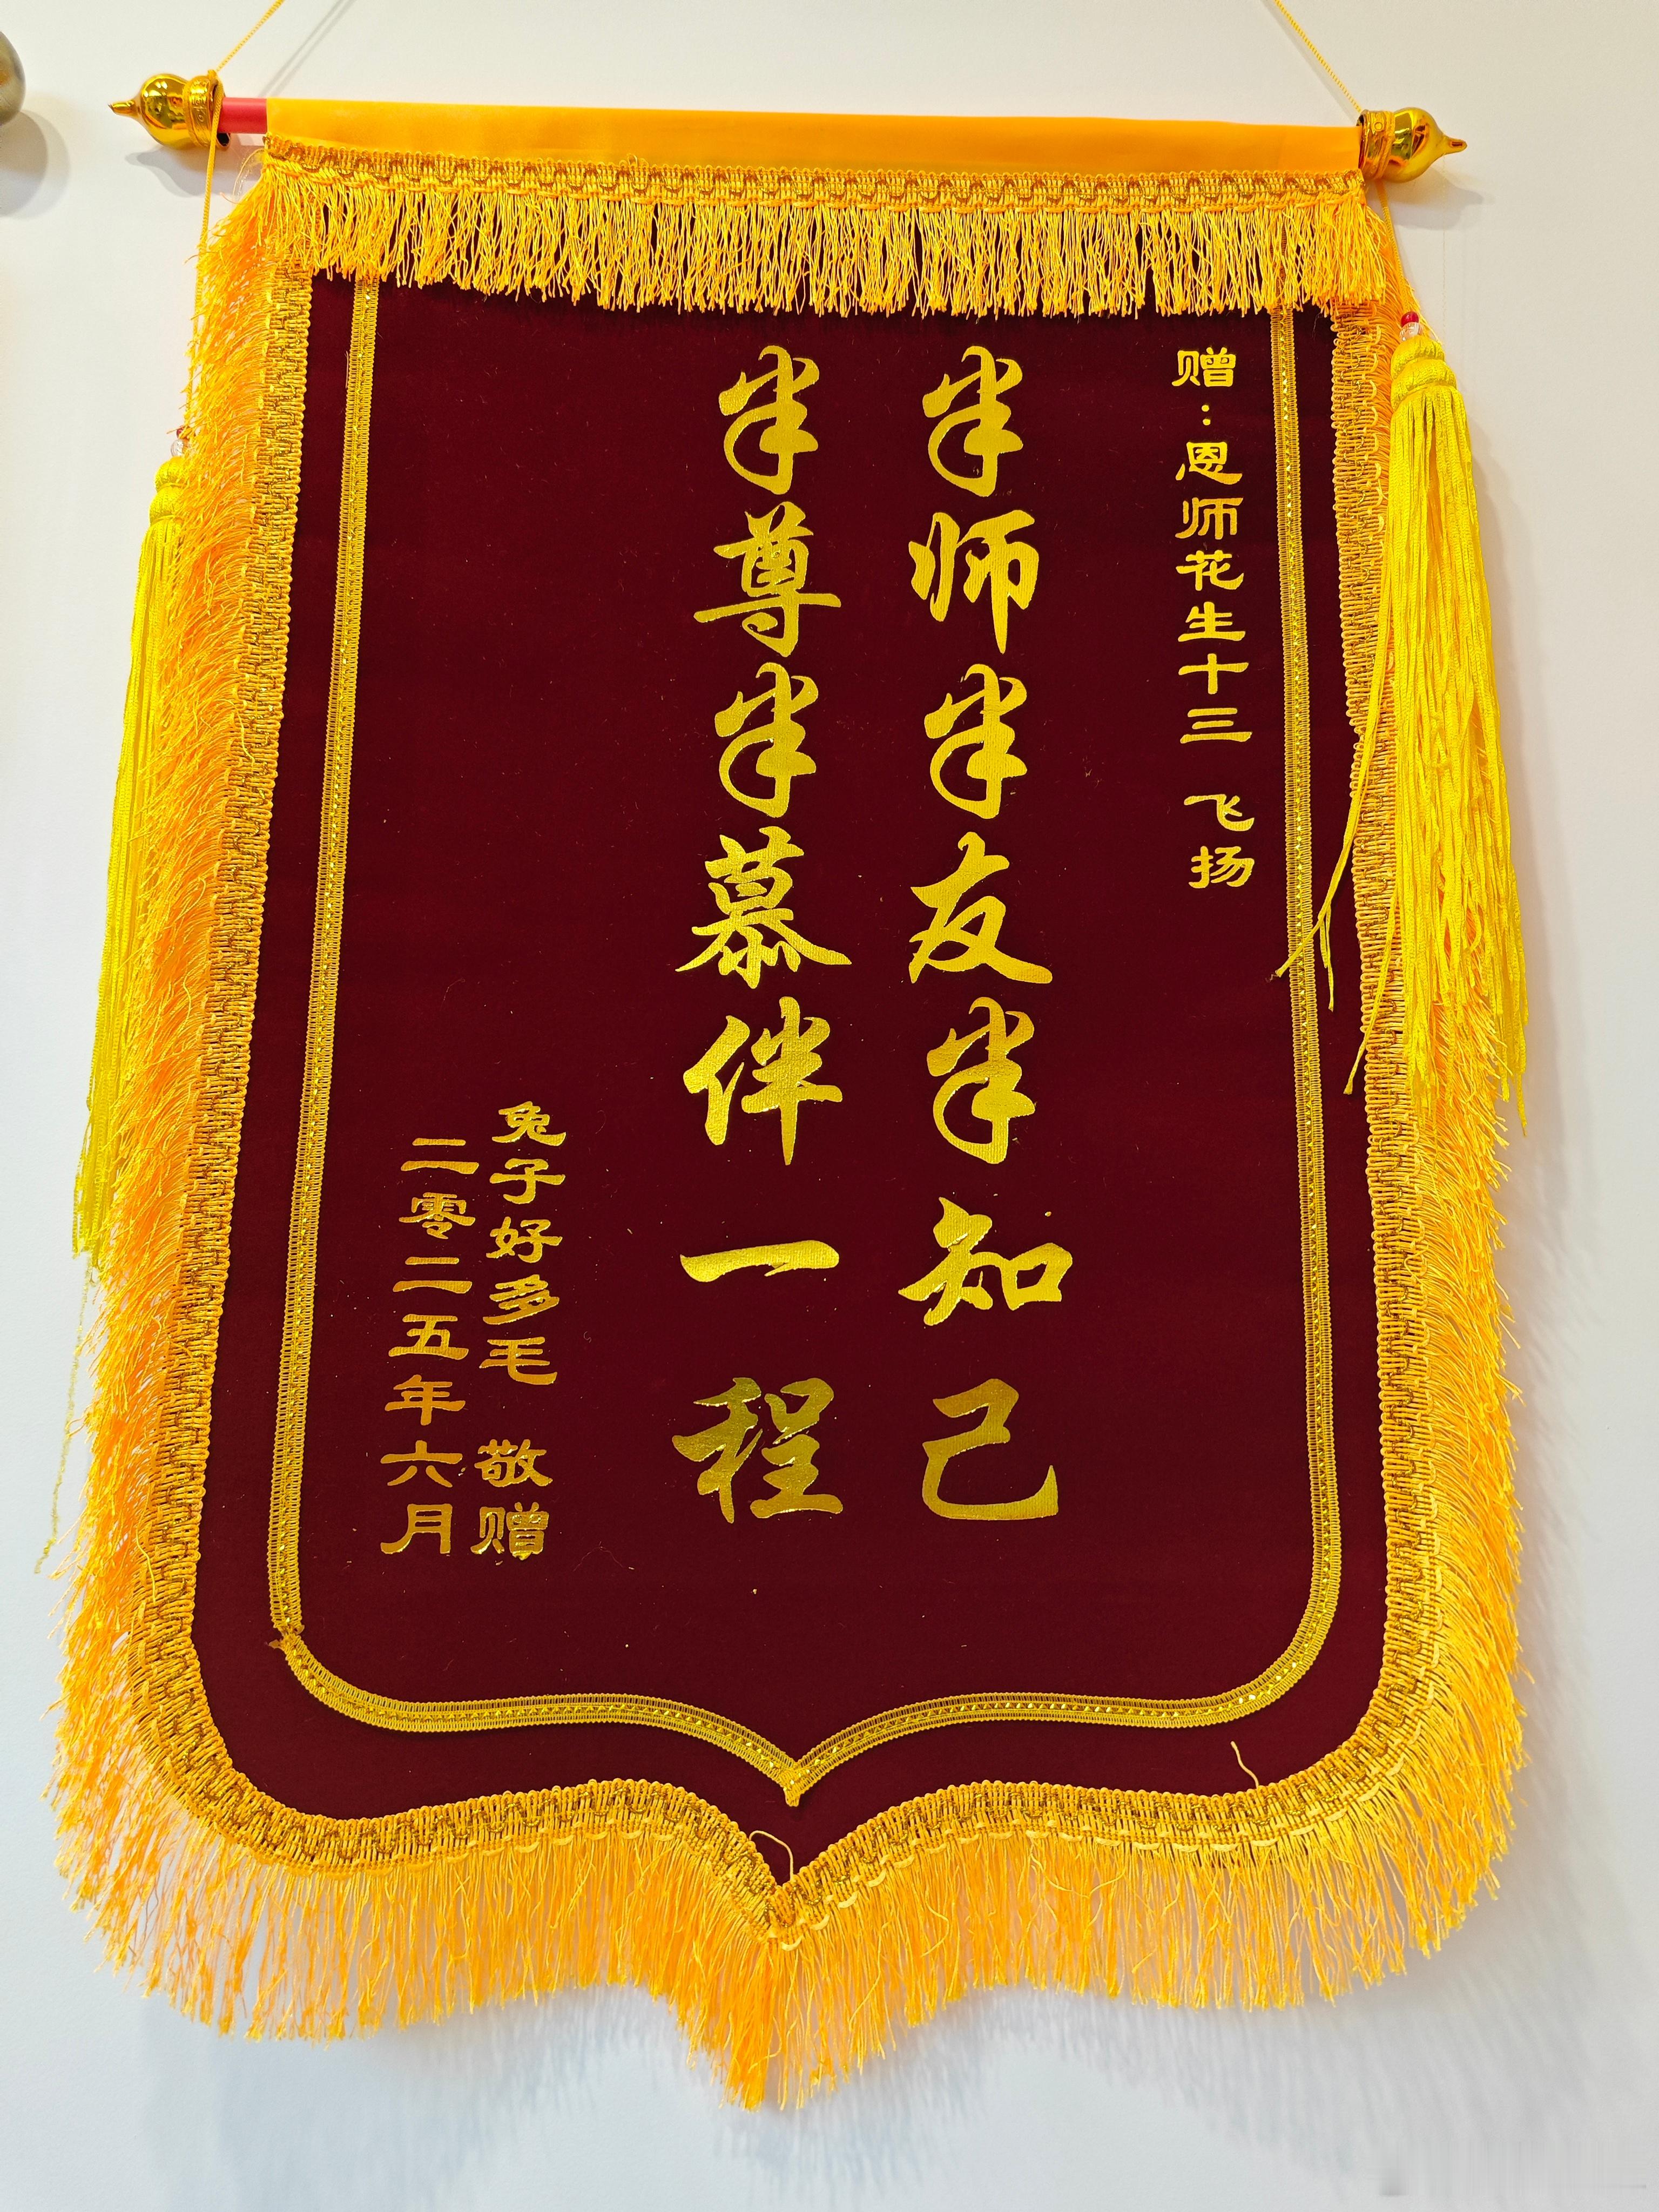 赠：恩师花生十三 飞扬
半师半友半知己
半尊半慕伴一程
兔子好多毛 敬赠
二零二五年六月